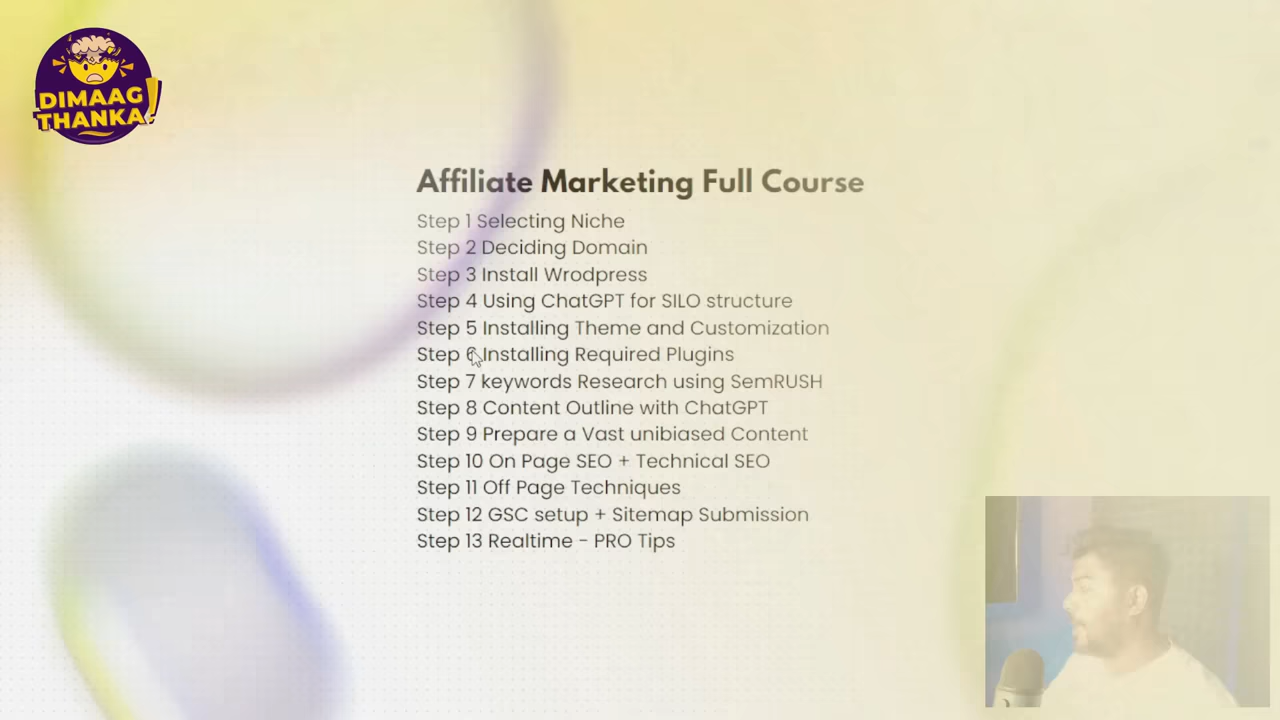 DIMAAG
THANKA!
Affiliate Marketing Full Course
Step 1 Selecting Niche
Step 2 Deciding Domain
Step 3 Install Wrodpress
Step 4 Using ChatGPT for SILO structure
Step 5 Installing Theme and Customization
Step 6 Installing Required Plugins
Step 7 keywords Research using SemRUSH
Step 8 Content Outline with ChatGPT
Step 9 Prepare a Vast unibiased Content
Step 10 On Page SEO + Technical SEO
Step 11 Off Page Techniques
Step 12 GSC setup + Sitemap Submission
Step 13 Realtime - PRO Tips